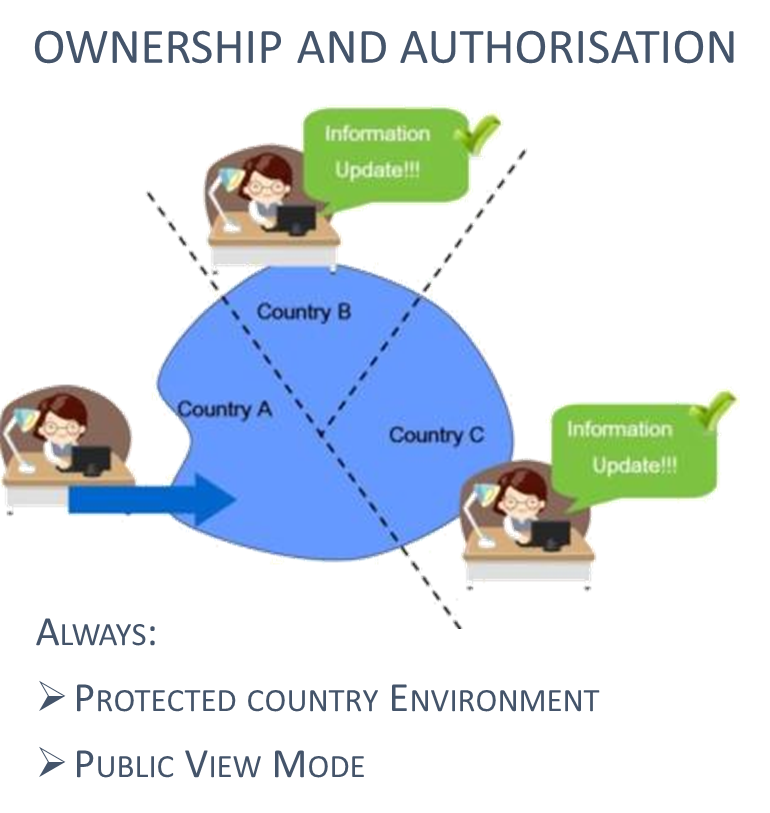 OWNERSHIP AND AUTHORISATION
Information
Update!!!
Country B
Country A
Country C
Information
Update!!!
ALWAYS:
➢ PROTECTED COUNTRY ENVIRONMENT
➢ PUBLIC VIEW MODE